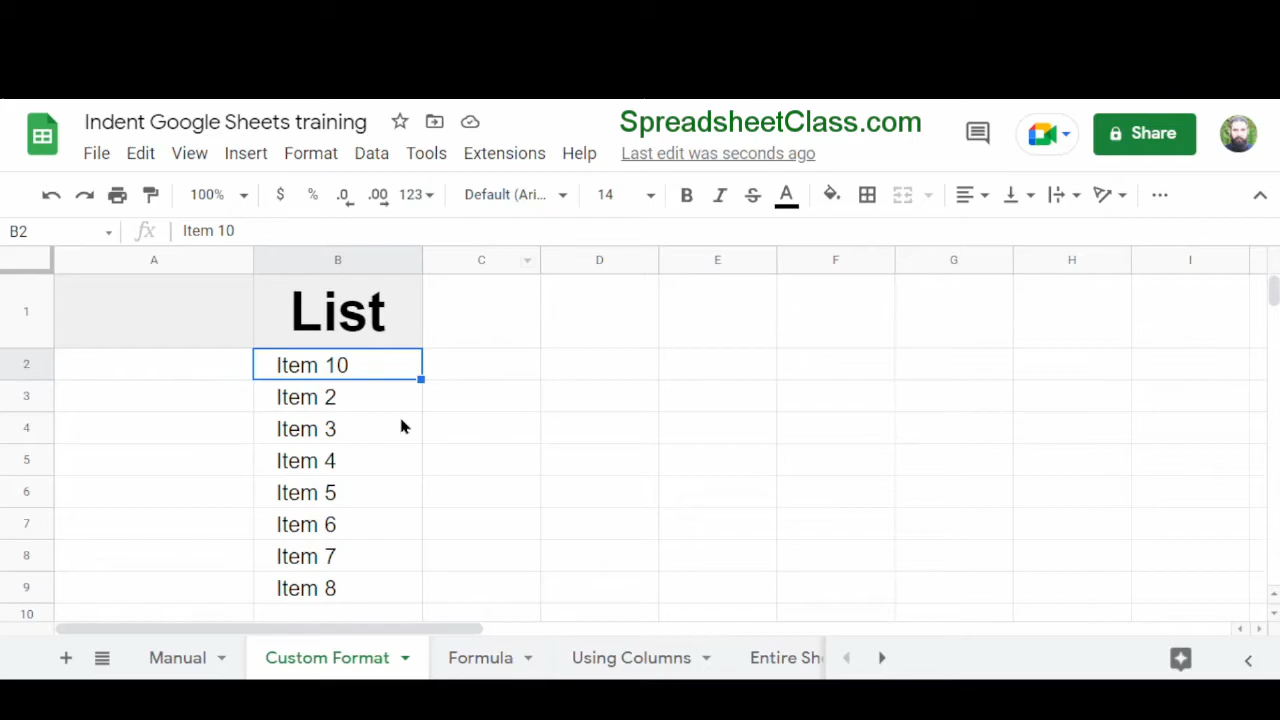 Indent Google Sheets training
SpreadsheetClass.com
Share
File Edit View Insert Format Data Tools Extensions Help Last edit was seconds ago
100% $ % .0 .00 123 Default (Ari... 14 B I S A
B2 fx Item 10
A B C D E F G H I
1 List
2 Item 10
3 Item 2
4 Item 3
5 Item 4
6 Item 5
7 Item 6
8 Item 7
9 Item 8
10
Manual Custom Format Formula Using Columns Entire Sh